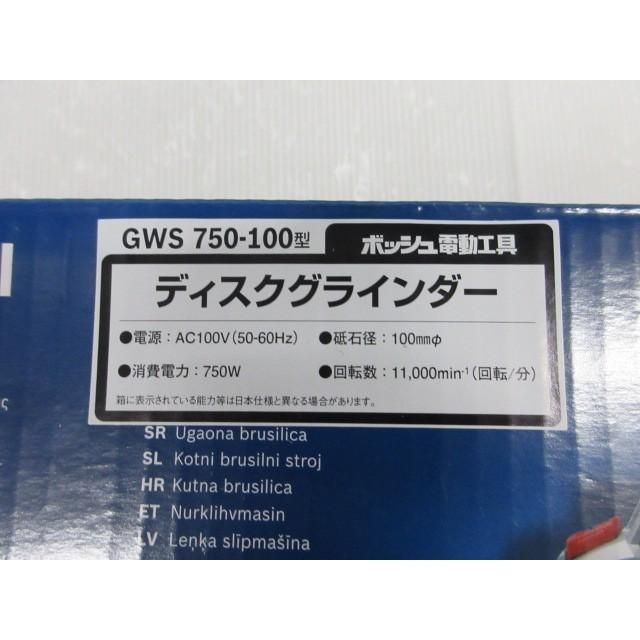 GWS 750-100型
ボッシュ電動工具
ディスクグラインダー
●電源：AC100V（50-60Hz） ●砥石径：100mmφ
●消費電力：750W ●回転数：11,000min⁻¹（回転/分）
箱に表示されている能力等は日本仕様と異なる場合があります。
SR Ugaona brusilica
SL Kotni brusilni stroj
HR Kutna brusilica
ET Nurklihvmasin
LV Leņka slīpmašīna